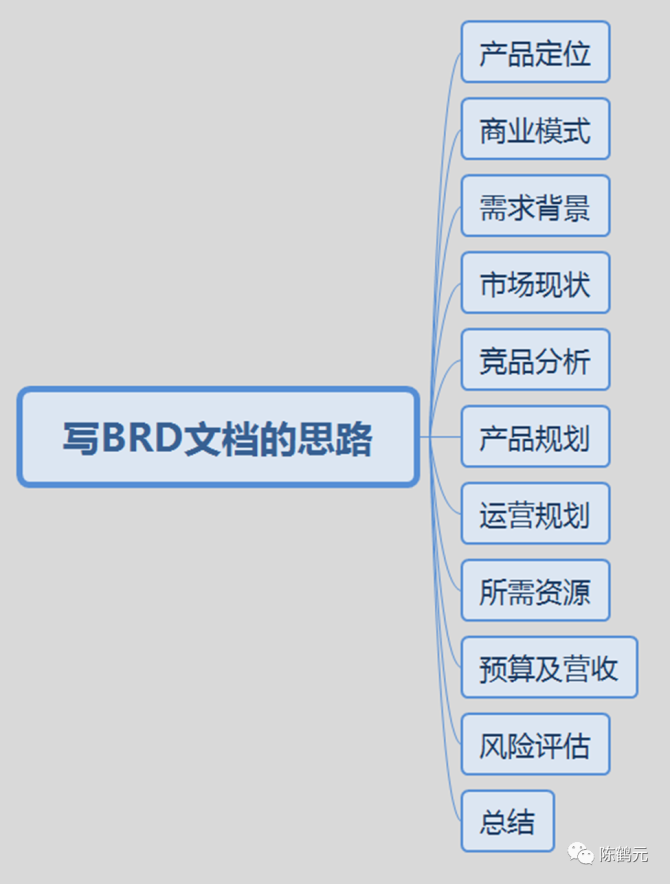 产品定位
商业模式
需求背景
市场现状
竞品分析
写BRD文档的思路
产品规划
运营规划
所需资源
预算及营收
风险评估
总结
陈鹤元